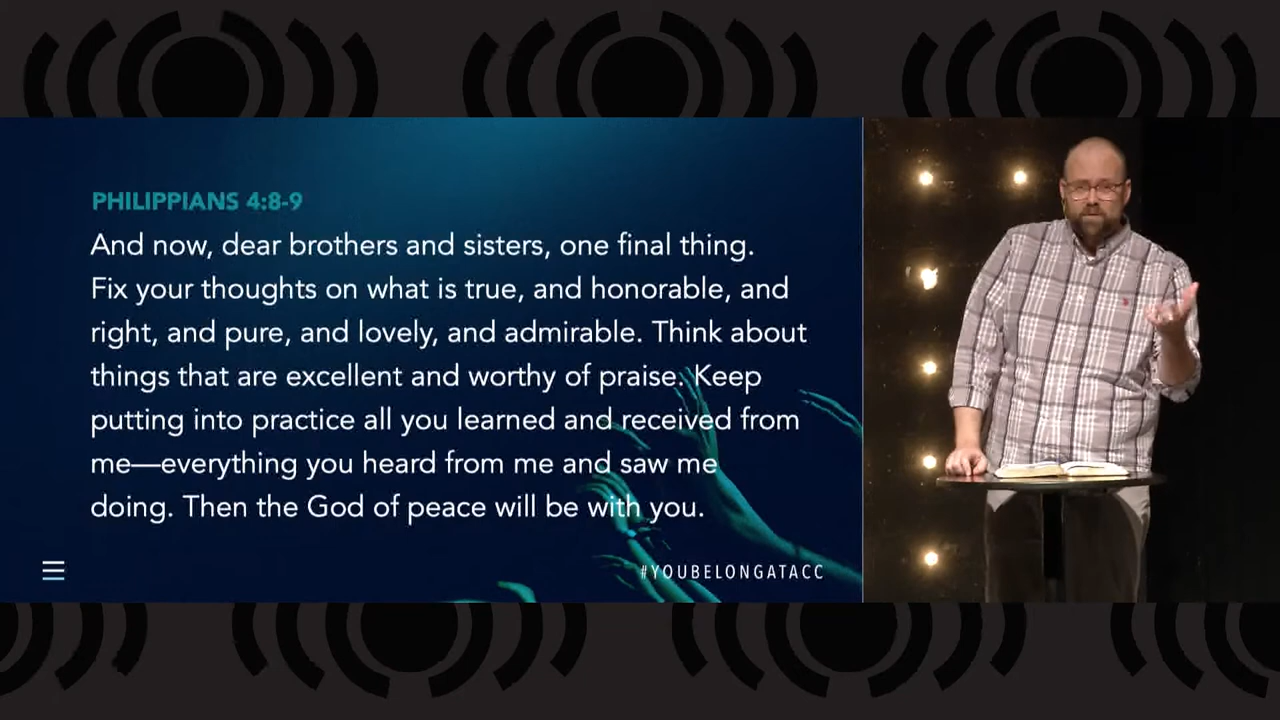 PHILIPPIANS 4:8-9
And now, dear brothers and sisters, one final thing.
Fix your thoughts on what is true, and honorable, and
right, and pure, and lovely, and admirable. Think about
things that are excellent and worthy of praise. Keep
putting into practice all you learned and received from
me—everything you heard from me and saw me
doing. Then the God of peace will be with you.
#YOUBELONGATACC